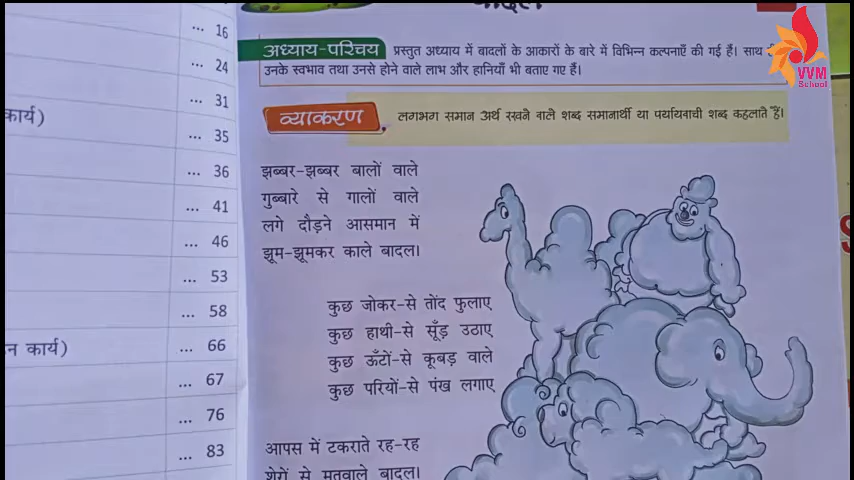 ... 16
... 24
... 31
कार्य)
... 35
... 36
... 41
... 46
... 53
... 58
न कार्य)
... 66
... 67
... 76
... 83
बादल
अध्याय-परिचय प्रस्तुत अध्याय में बादलों के आकारों के बारे में विभिन्न कल्पनाएँ की गई हैं। साथ
उनके स्वभाव तथा उनसे होने वाले लाभ और हानियाँ भी बताए गए हैं।
व्याकरण लगभग समान अर्थ रखने वाले शब्द समानार्थी या पर्यायवाची शब्द कहलाते हैं।
झब्बर-झब्बर बालों वाले
गुब्बारे से गालों वाले
लगे दौड़ने आसमान में
झूम-झूमकर काले बादल।
कुछ जोकर-से तोंद फुलाए
कुछ हाथी-से सूँड़ उठाए
कुछ ऊँटों-से कूबड़ वाले
कुछ परियों-से पंख लगाए
आपस में टकराते रह-रह
शेरों से मतवाले बादल।
VVM
School